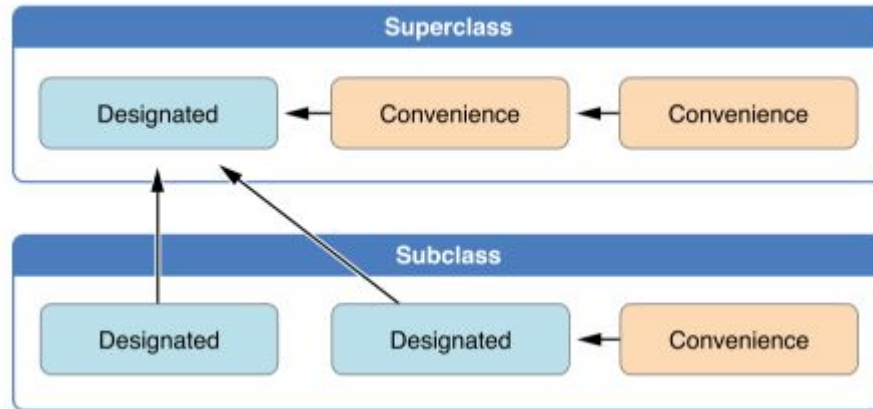 Superclass
Designated
Convenience
Convenience
Subclass
Designated
Designated
Convenience